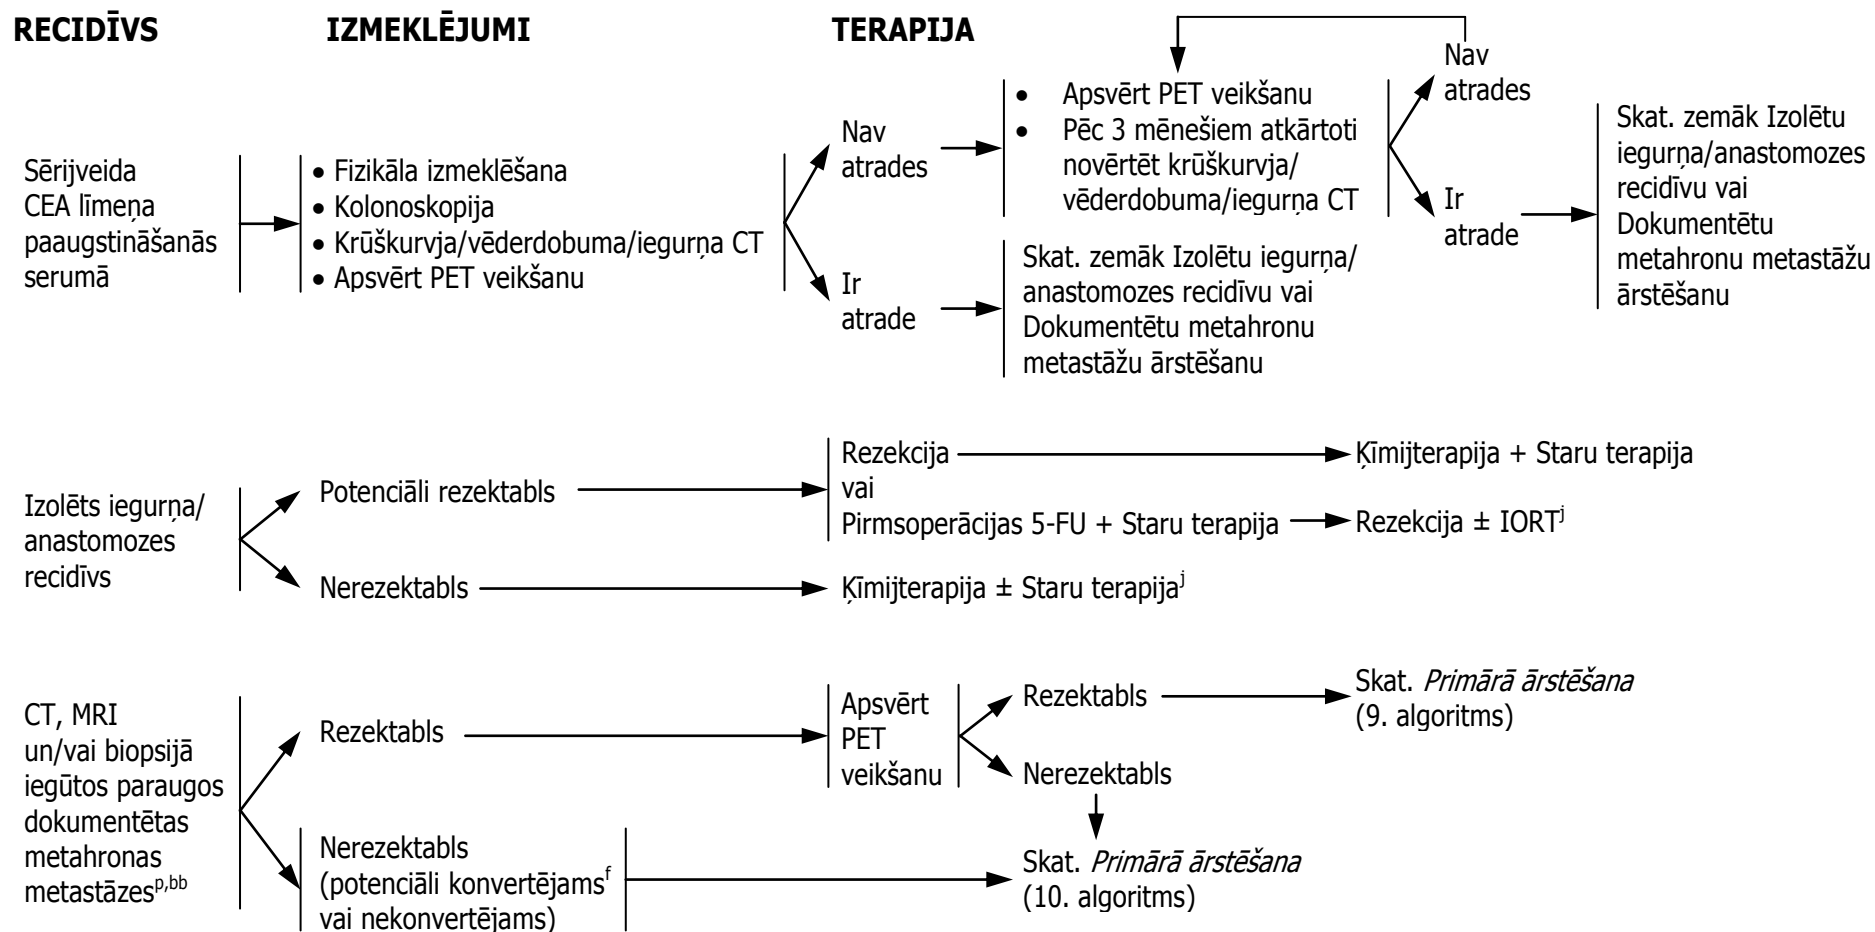 RECIDĪVS
IZMEKLĒJUMI
TERAPIJA
Sērijveida
CEA līmeņa
paaugstināšanās
serumā
• Fizikāla izmeklēšana
• Kolonoskopija
• Krūškurvja/vēderdobuma/iegurņa CT
• Apsvērt PET veikšanu
Nav
atrades
Ir
atrade
• Apsvērt PET veikšanu
• Pēc 3 mēnešiem atkārtoti
novērtēt krūškurvja/
vēderdobuma/iegurņa CT
Skat. zemāk Izolētu iegurņa/
anastomozes recidīvu vai
Dokumentētu metahronu
metastāžu ārstēšanu
Nav
atrades
Ir
atrade
Skat. zemāk Izolētu
iegurņa/anastomozes
recidīvu vai
Dokumentētu
metahronu metastāžu
ārstēšanu
Izolēts iegurņa/
anastomozes
recidīvs
Potenciāli rezektabls
Rezekcija
vai
Pirmsoperācijas 5-FU + Staru terapija
Ķīmijterapija + Staru terapija
Rezekcija ± IORTj
Nerezektabls
Ķīmijterapija ± Staru terapijaj
CT, MRI
un/vai biopsijā
iegūtos paraugos
dokumentētas
metahronas
metastāzesp,bb
Rezektabls
Apsvērt
PET
veikšanu
Rezektabls
Skat. Primārā ārstēšana
(9. algoritms)
Nerezektabls
Nerezektabls
(potenciāli konvertējamsf
vai nekonvertējams)
Skat. Primārā ārstēšana
(10. algoritms)